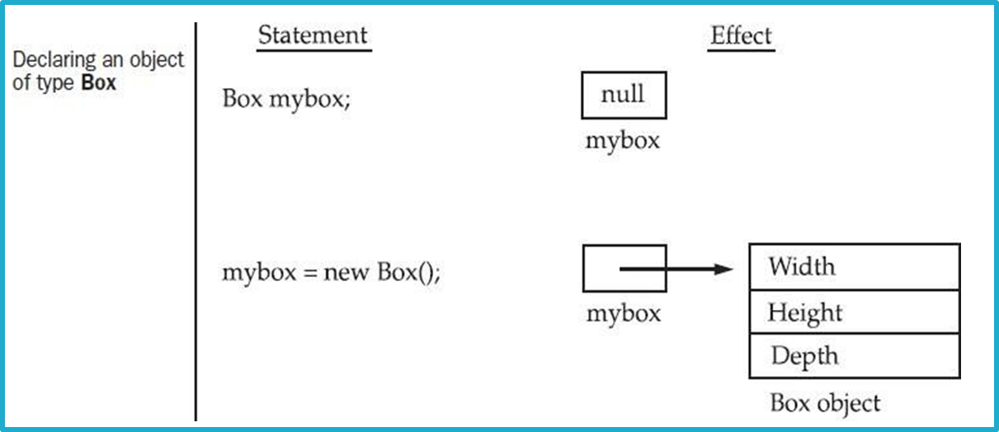 Declaring an object
of type Box
Statement
Effect
Box mybox;
null
mybox
mybox = new Box();
mybox
Width
Height
Depth
Box object